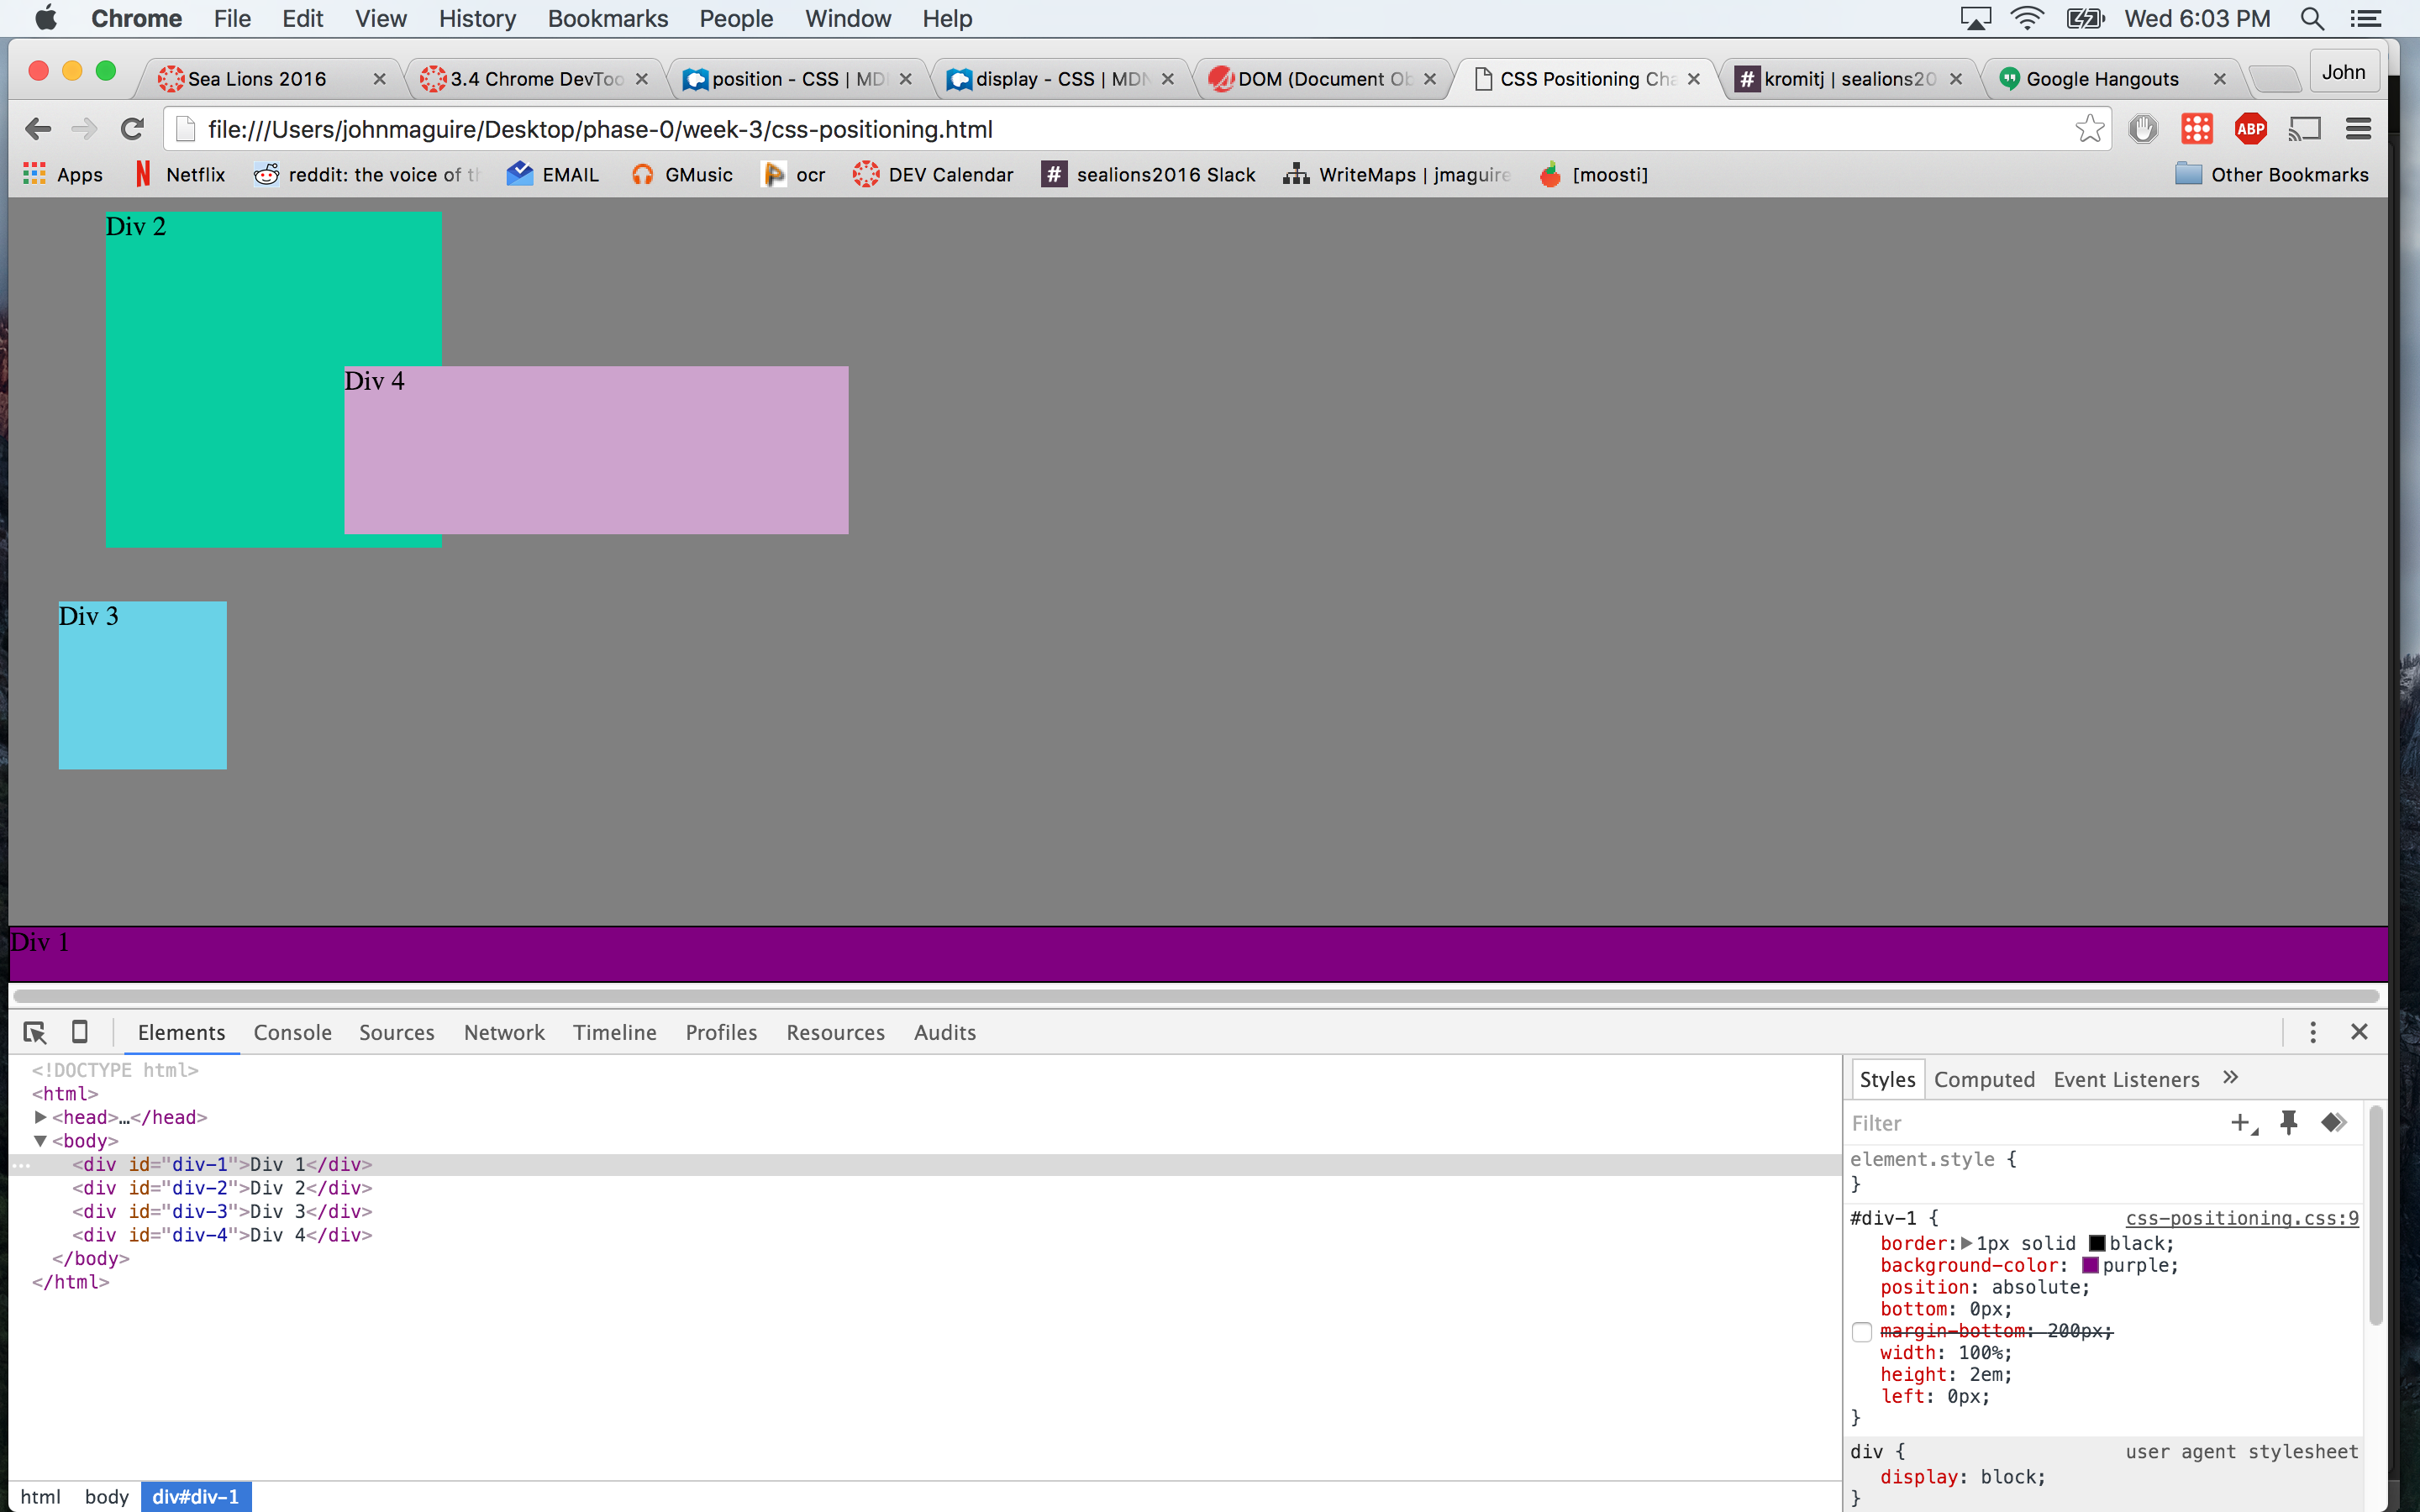 Chrome File Edit View History Bookmarks People Window Help Wed 6:03 PM
Sea Lions 2016 3.4 Chrome DevToo position - CSS | MD display - CSS | MDN DOM (Document Ob CSS Positioning Cha # kromitj | sealions20 Google Hangouts John
file:///Users/johnmaguire/Desktop/phase-0/week-3/css-positioning.html ABP
Apps N Netflix reddit: the voice of th EMAIL GMusic ocr DEV Calendar # sealions2016 Slack WriteMaps | jmaguire [moosti] Other Bookmarks
Div 2
Div 4
Div 3
Div 1
Elements Console Sources Network Timeline Profiles Resources Audits
<!DOCTYPE html>
<html>
<head>…</head>
<body>
<div id="div-1">Div 1</div>
<div id="div-2">Div 2</div>
<div id="div-3">Div 3</div>
<div id="div-4">Div 4</div>
</body>
</html>
html body div#div-1
Styles Computed Event Listeners »
Filter
element.style {
}
#div-1 { css-positioning.css:9
border: 1px solid black;
background-color: purple;
position: absolute;
bottom: 0px;
margin-bottom: 200px;
width: 100%;
height: 2em;
left: 0px;
}
div { user agent stylesheet
display: block;
}